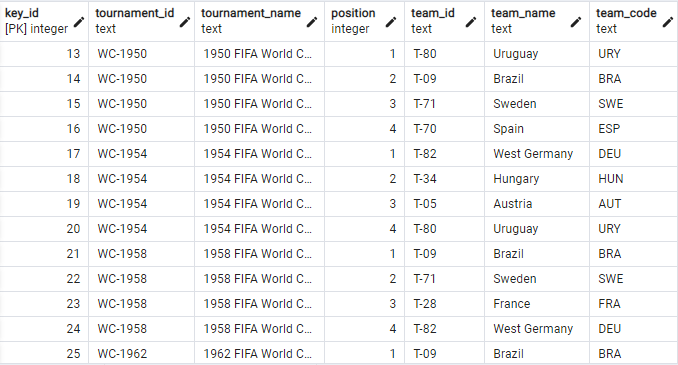 key_id tournament_id tournament_name position team_id team_name team_code
[PK] integer text text integer text text text
13 WC-1950 1950 FIFA World C... 1 T-80 Uruguay URY
14 WC-1950 1950 FIFA World C... 2 T-09 Brazil BRA
15 WC-1950 1950 FIFA World C... 3 T-71 Sweden SWE
16 WC-1950 1950 FIFA World C... 4 T-70 Spain ESP
17 WC-1954 1954 FIFA World C... 1 T-82 West Germany DEU
18 WC-1954 1954 FIFA World C... 2 T-34 Hungary HUN
19 WC-1954 1954 FIFA World C... 3 T-05 Austria AUT
20 WC-1954 1954 FIFA World C... 4 T-80 Uruguay URY
21 WC-1958 1958 FIFA World C... 1 T-09 Brazil BRA
22 WC-1958 1958 FIFA World C... 2 T-71 Sweden SWE
23 WC-1958 1958 FIFA World C... 3 T-28 France FRA
24 WC-1958 1958 FIFA World C... 4 T-82 West Germany DEU
25 WC-1962 1962 FIFA World C... 1 T-09 Brazil BRA